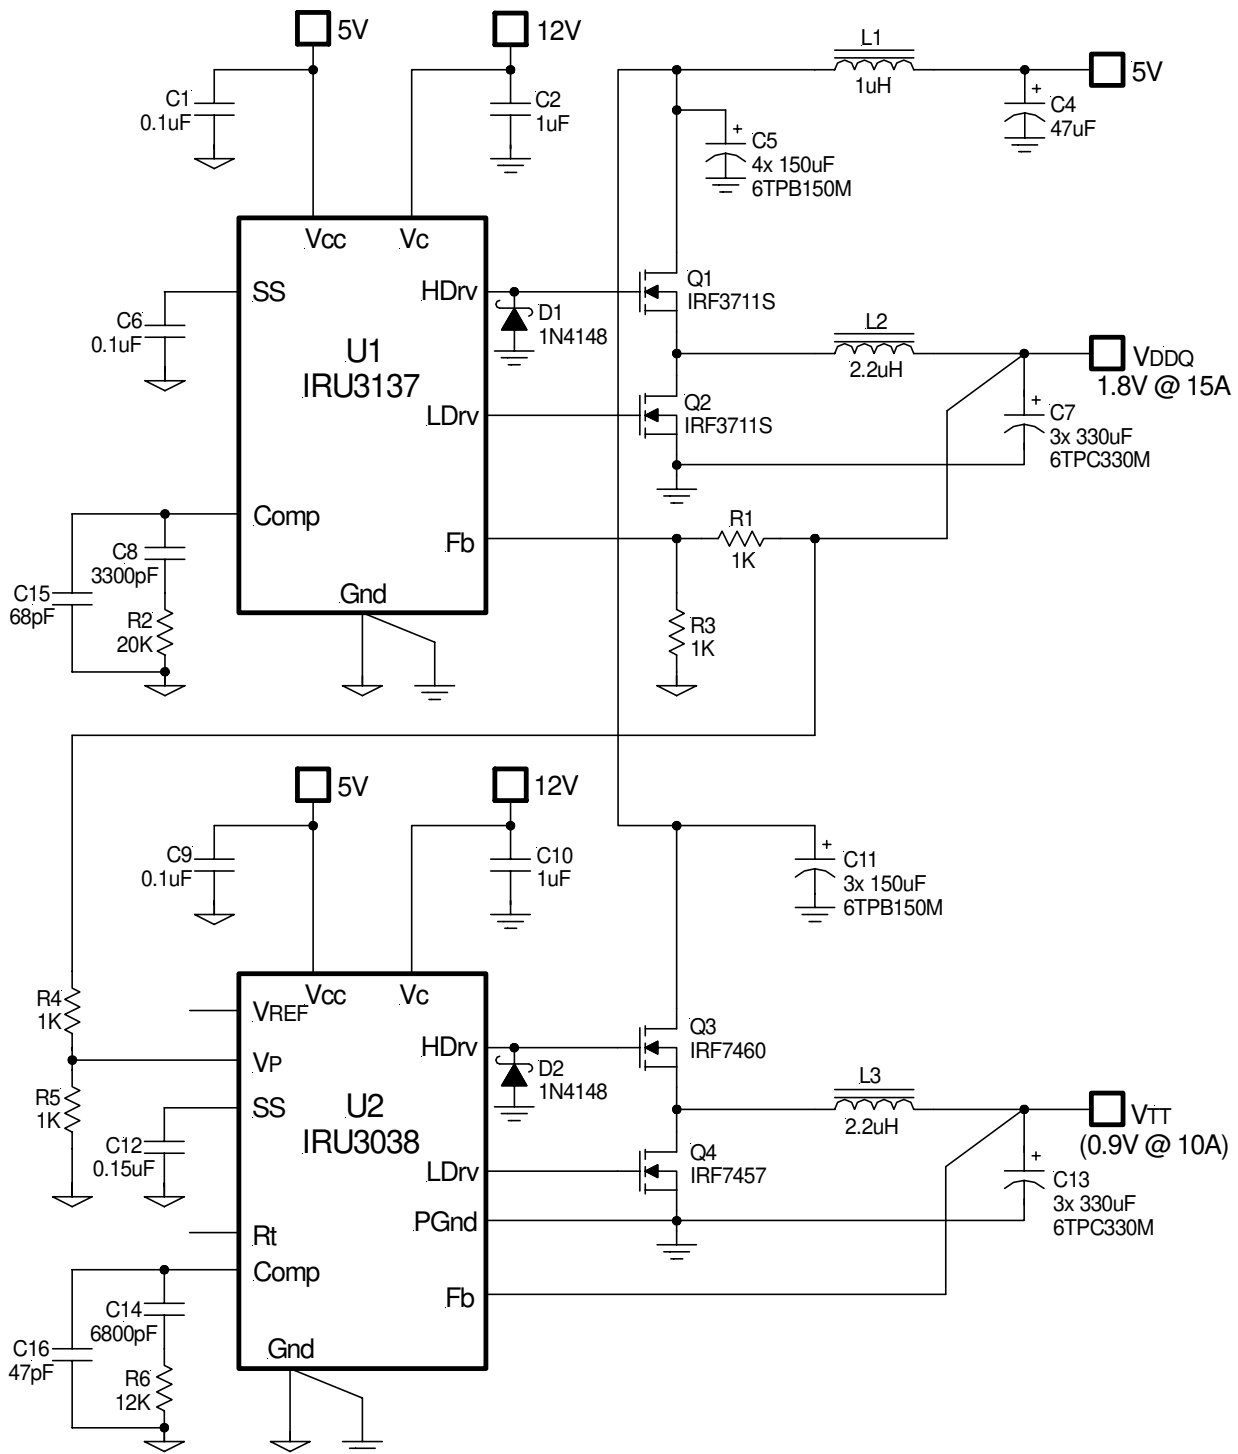 5V
12V
L1
1uH
5V
C1
0.1uF
C2
1uF
C4
47uF
C5
4x 150uF
6TPB150M
Vcc
Vc
SS
HDrv
C6
0.1uF
D1
1N4148
Q1
IRF3711S
U1
IRU3137
L2
2.2uH
VDDQ
1.8V @ 15A
LDrv
Q2
IRF3711S
C7
3x 330uF
6TPC330M
Comp
Fb
R1
1K
C8
3300pF
C15
68pF
R2
20K
Gnd
R3
1K
5V
12V
C9
0.1uF
C10
1uF
C11
3x 150uF
6TPB150M
R4
1K
VREF
Vcc
Vc
VP
HDrv
Q3
IRF7460
D2
1N4148
R5
1K
SS
U2
IRU3038
L3
2.2uH
VTT
(0.9V @ 10A)
C12
0.15uF
LDrv
Q4
IRF7457
C13
3x 330uF
6TPC330M
PGnd
Rt
Comp
Fb
C14
6800pF
C16
47pF
R6
12K
Gnd